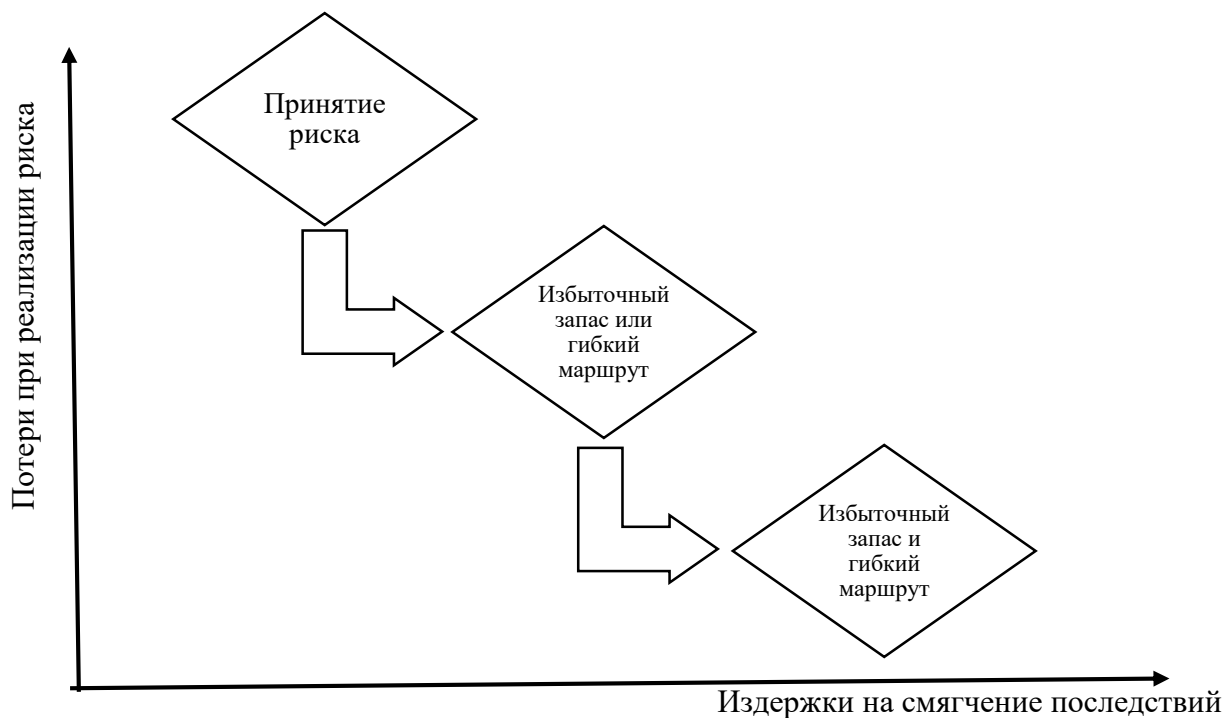 Потери при реализации риска
Принятие
риска
Избыточный
запас или
гибкий
маршрут
Избыточный
запас и
гибкий
маршрут
Издержки на смягчение последствий